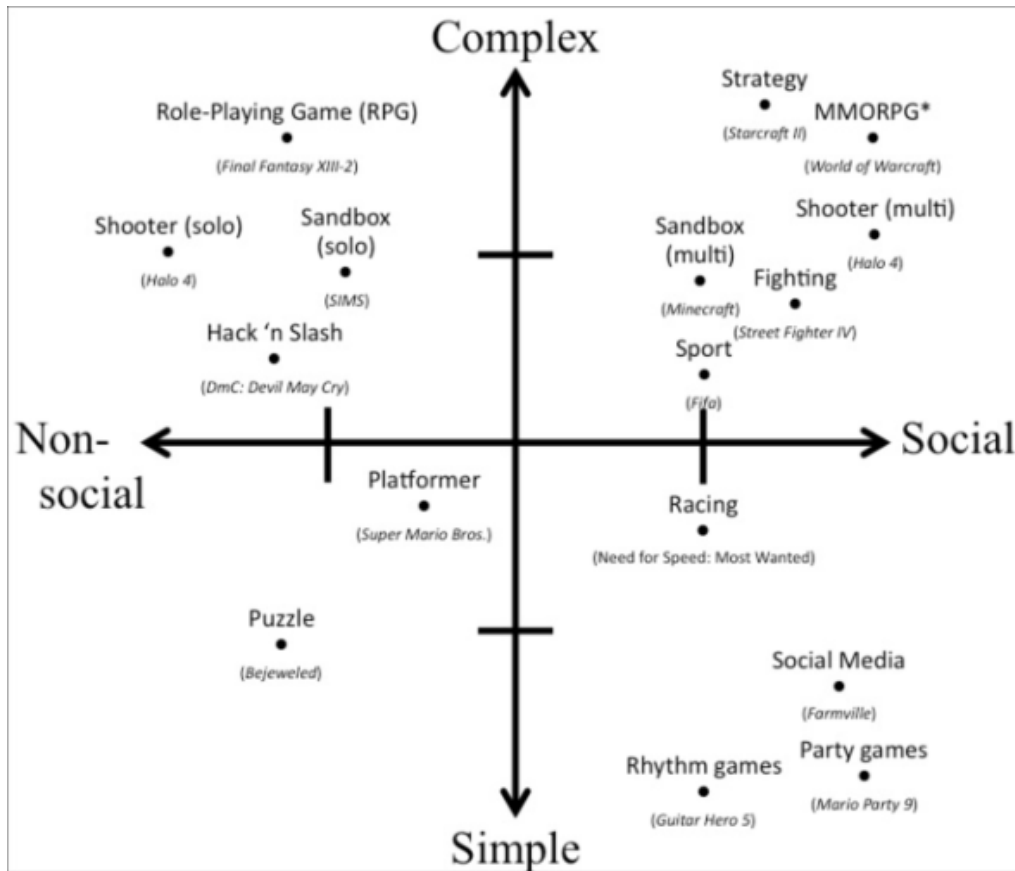 Complex
Strategy
(Starcraft II)
Role-Playing Game (RPG)
(Final Fantasy XIII-2)
MMORPG*
(World of Warcraft)
Shooter (solo)
(Halo 4)
Sandbox
(solo)
(SIMS)
Sandbox
(multi)
(Minecraft)
Shooter (multi)
(Halo 4)
Fighting
(Street Fighter IV)
Hack ‘n Slash
(DmC: Devil May Cry)
Sport
(Fifa)
Non-
social
Social
Platformer
(Super Mario Bros.)
Racing
(Need for Speed: Most Wanted)
Puzzle
(Bejeweled)
Social Media
(Farmville)
Rhythm games
(Guitar Hero 5)
Party games
(Mario Party 9)
Simple